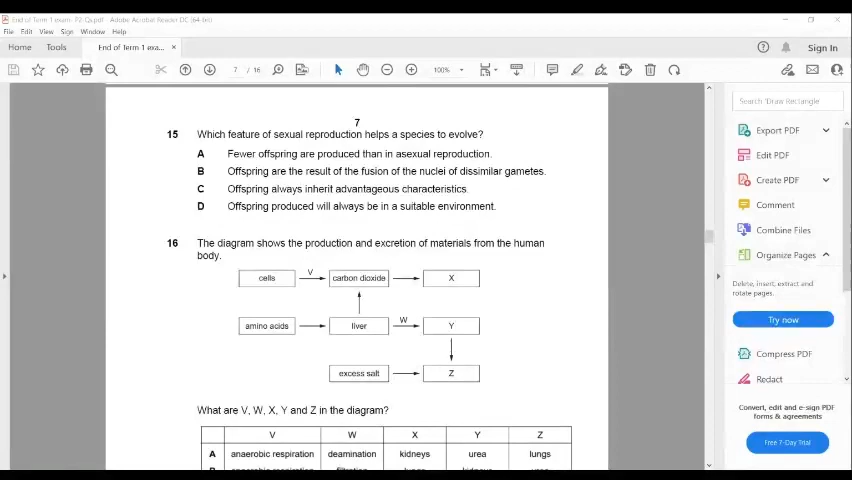 End of Term 1 exam- P2-Qs.pdf - Adobe Acrobat Reader DC (64-bit)
File Edit View Sign Window Help
Home Tools End of Term 1 exa... × Sign In
7 / 16 100%
7
15 Which feature of sexual reproduction helps a species to evolve?
A Fewer offspring are produced than in asexual reproduction.
B Offspring are the result of the fusion of the nuclei of dissimilar gametes.
C Offspring always inherit advantageous characteristics.
D Offspring produced will always be in a suitable environment.
16 The diagram shows the production and excretion of materials from the human
body.
cells V carbon dioxide X
amino acids liver W Y
excess salt Z
What are V, W, X, Y and Z in the diagram?
V W X Y Z
A anaerobic respiration deamination kidneys urea lungs
Search 'Draw Rectangle'
Export PDF
Edit PDF
Create PDF
Comment
Combine Files
Organize Pages
Delete, insert, extract and
rotate pages.
Try now
Compress PDF
Redact
Convert, edit and e-sign PDF
forms & agreements
Free 7-Day Trial